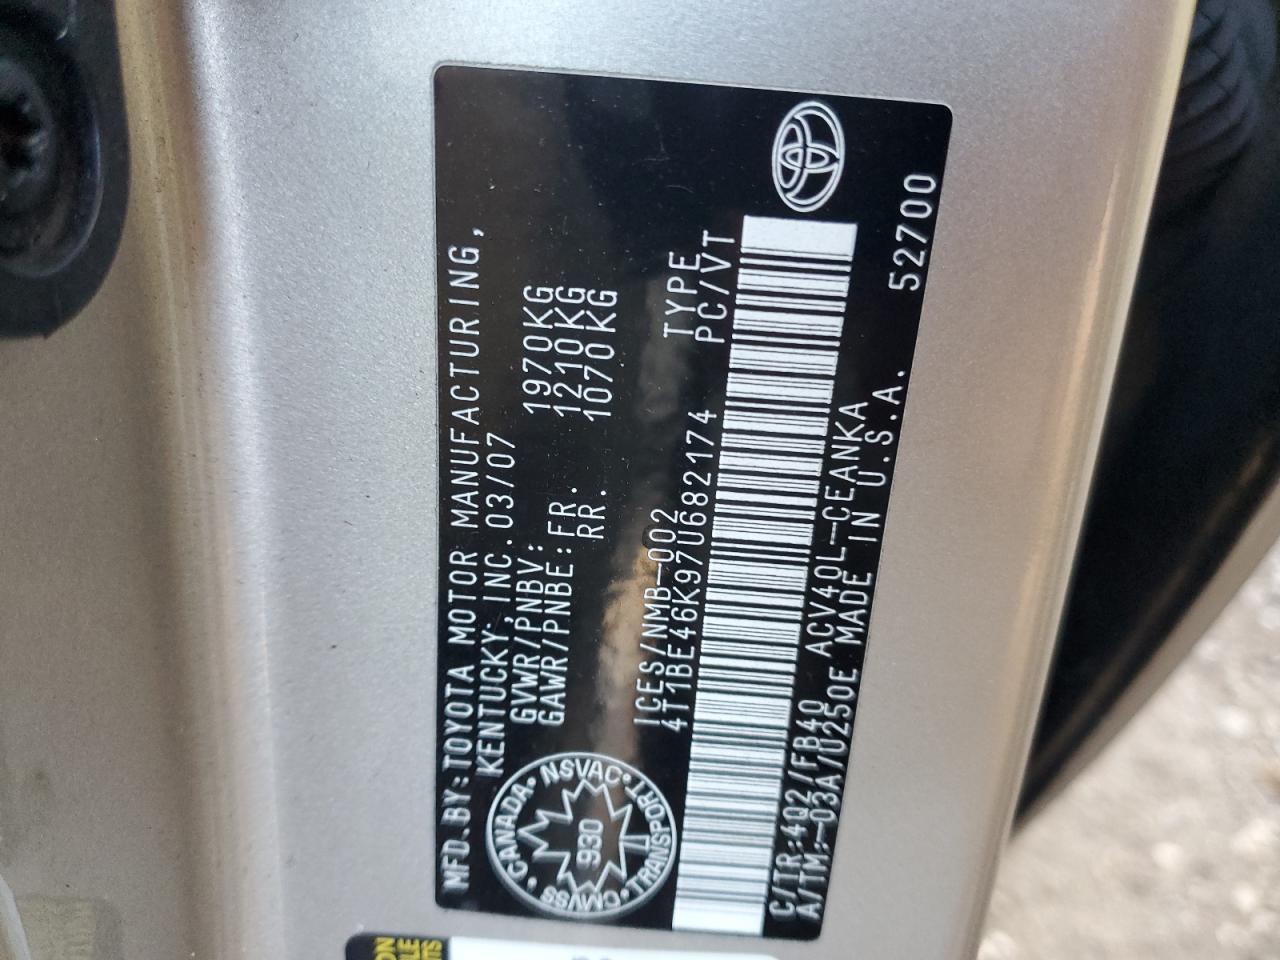 MFD.BY:TOYOTA MOTOR MANUFACTURING,
KENTUCKY,INC.03/07
GVWR/PNBV: 1970KG
GAWR/PNBE:FR. 1210KG
RR. 1070KG
CANADA
NSVAC
TRANSPORT
CMVSS
930
ICES/NMB-002 TYPE
4T1BE46K97U682174 PC/VT
C/TR:4Q2/FB40 ACV40L-CEANKA
A/TM:-03A/U250E MADE IN U.S.A. 52700